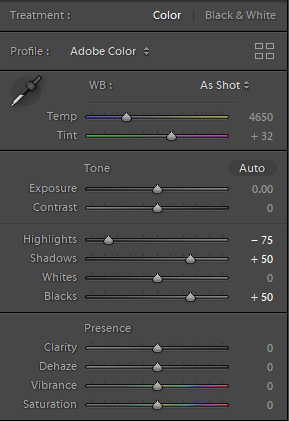 Treatment : Color | Black & White
Profile : Adobe Color
WB : As Shot
Temp 4650
Tint + 32
Tone Auto
Exposure 0.00
Contrast 0
Highlights − 75
Shadows + 50
Whites 0
Blacks + 50
Presence
Clarity 0
Dehaze 0
Vibrance 0
Saturation 0